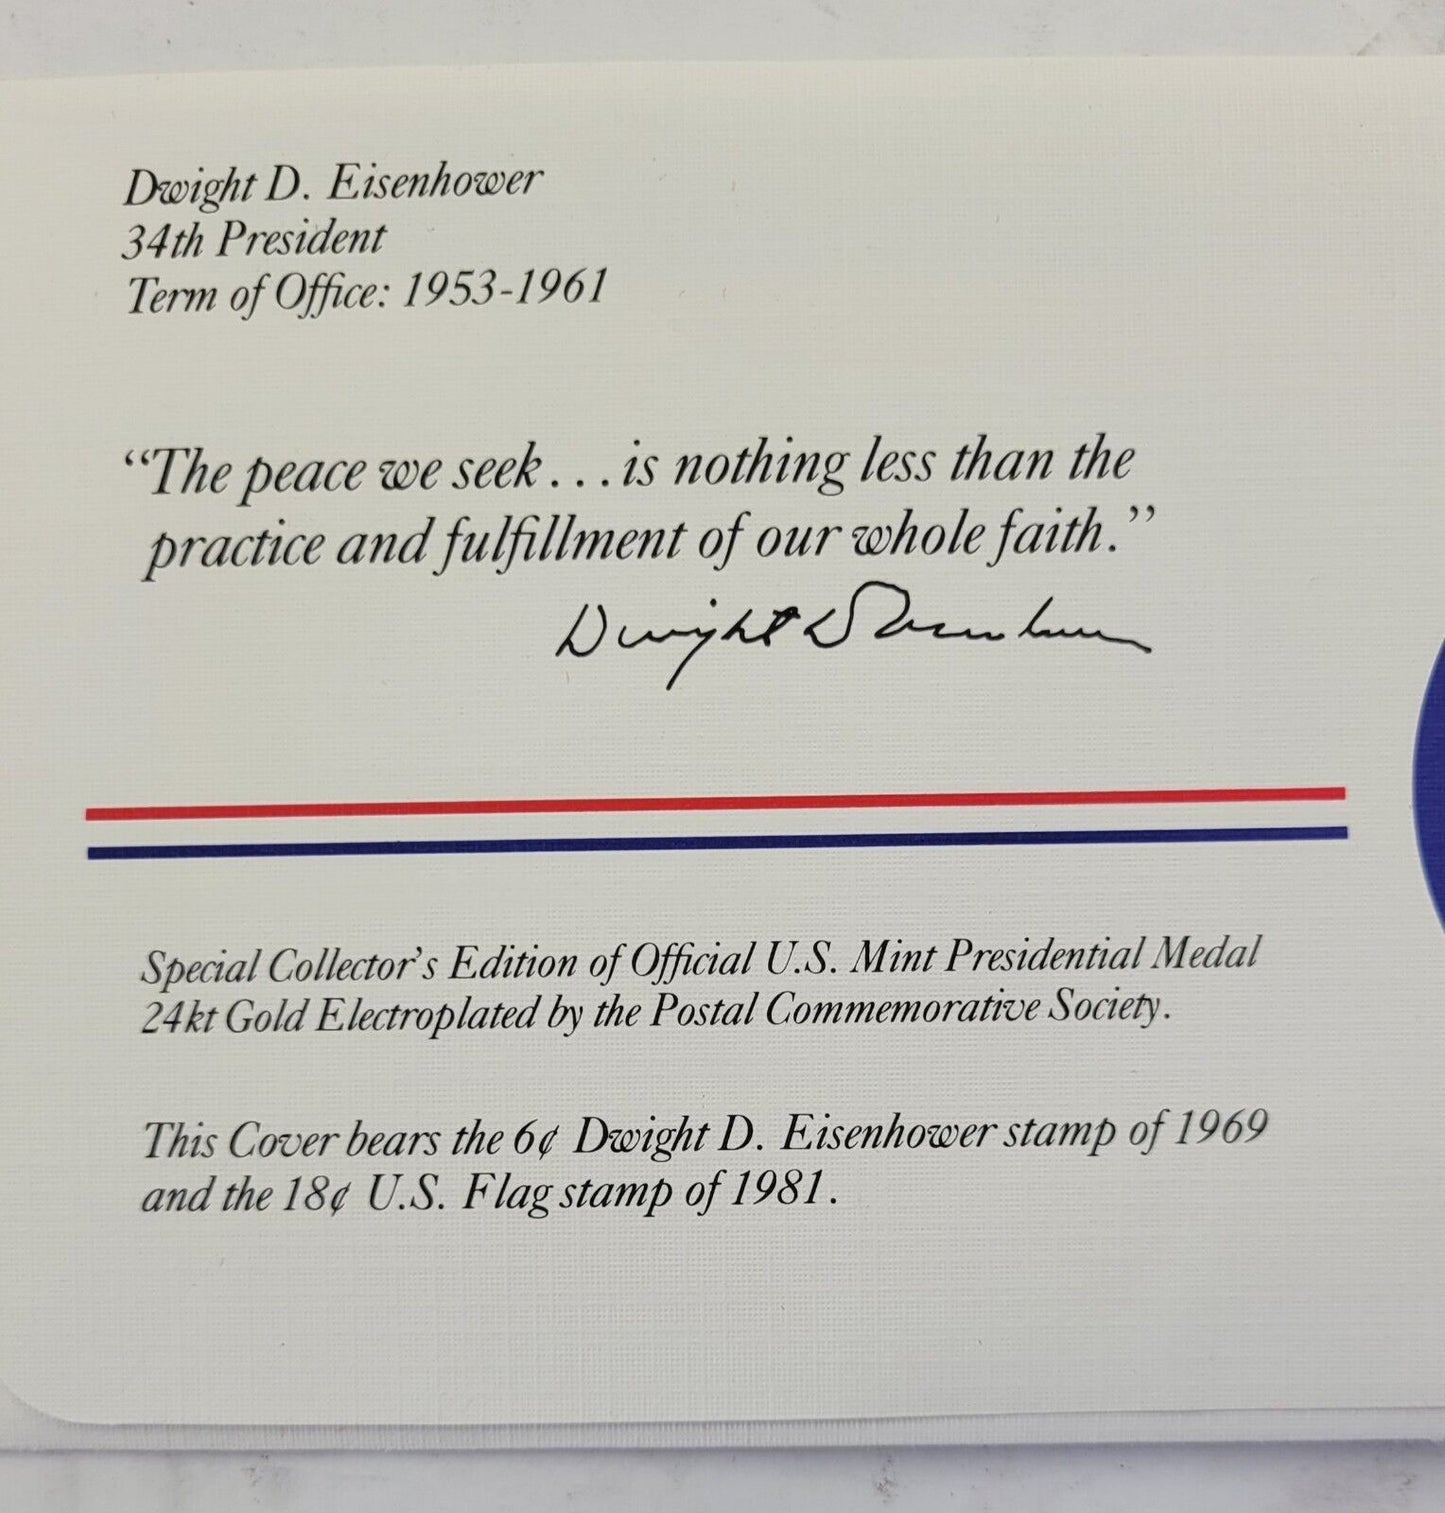 Dwight D. Eisenhower
34th President
Term of Office: 1953-1961
“The peace we seek . . . is nothing less than the
practice and fulfillment of our whole faith.”
Dwight D Eisenhower
Special Collector’s Edition of Official U.S. Mint Presidential Medal
24kt Gold Electroplated by the Postal Commemorative Society.
This Cover bears the 6¢ Dwight D. Eisenhower stamp of 1969
and the 18¢ U.S. Flag stamp of 1981.